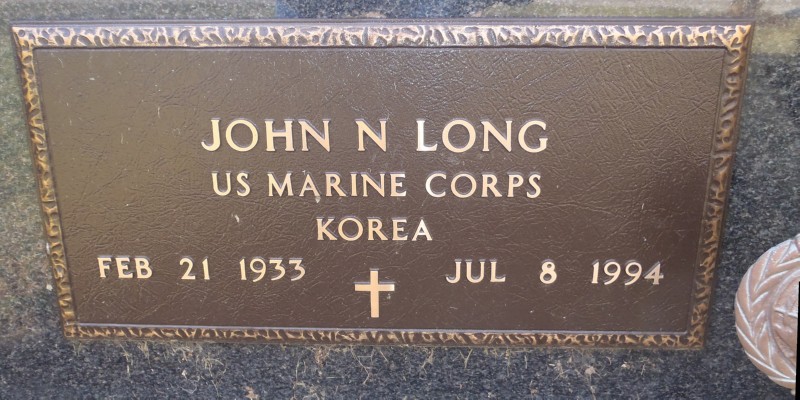 JOHN N LONG
US MARINE CORPS
KOREA
FEB 21 1933 JUL 8 1994